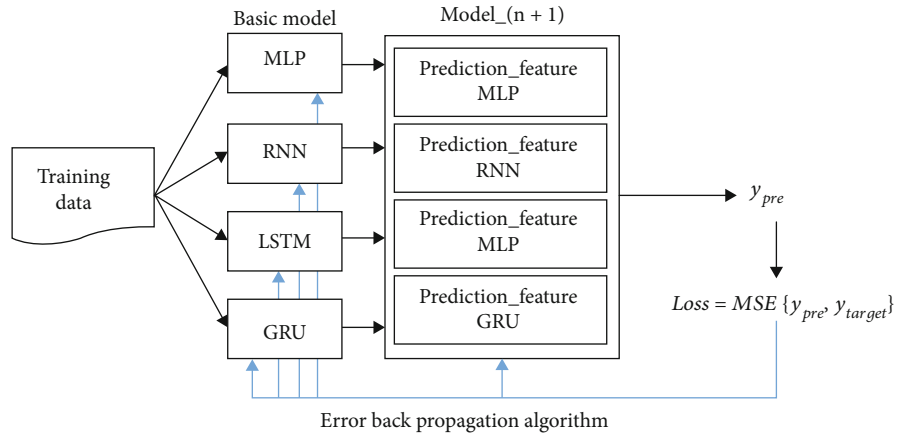 Basic model
Model_(n + 1)
Training
data
MLP
RNN
LSTM
GRU
Prediction_feature
MLP
Prediction_feature
RNN
Prediction_feature
MLP
Prediction_feature
GRU
y_pre
Loss = MSE {y_pre, y_target}
Error back propagation algorithm